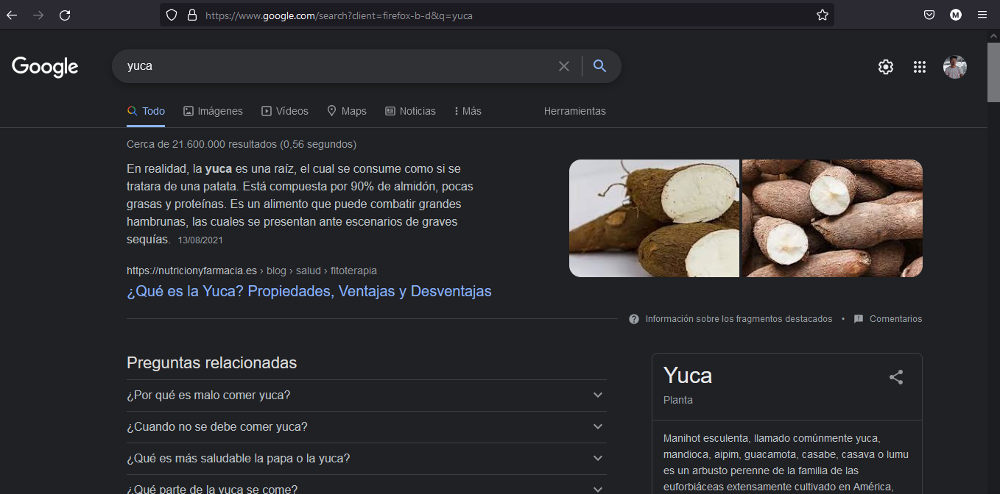 https://www.google.com/search?client=firefox-b-d&q=yuca
M
Google
yuca
Todo
Imágenes
Vídeos
Maps
Noticias
Más
Herramientas
Cerca de 21.600.000 resultados (0,56 segundos)
En realidad, la yuca es una raíz, el cual se consume como si se
tratara de una patata. Está compuesta por 90% de almidón, pocas
grasas y proteínas. Es un alimento que puede combatir grandes
hambrunas, las cuales se presentan ante escenarios de graves
sequías. 13/08/2021
https://nutricionyfarmacia.es › blog › salud › fitoterapia
¿Qué es la Yuca? Propiedades, Ventajas y Desventajas
Información sobre los fragmentos destacados • Comentarios
Preguntas relacionadas
¿Por qué es malo comer yuca?
¿Cuando no se debe comer yuca?
¿Qué es más saludable la papa o la yuca?
¿Qué parte de la yuca se come?
Yuca
Planta
Manihot esculenta, llamado comúnmente yuca,
mandioca, aipim, guacamota, casabe, casava o lumu
es un arbusto perenne de la familia de las
euforbiáceas extensamente cultivado en América,